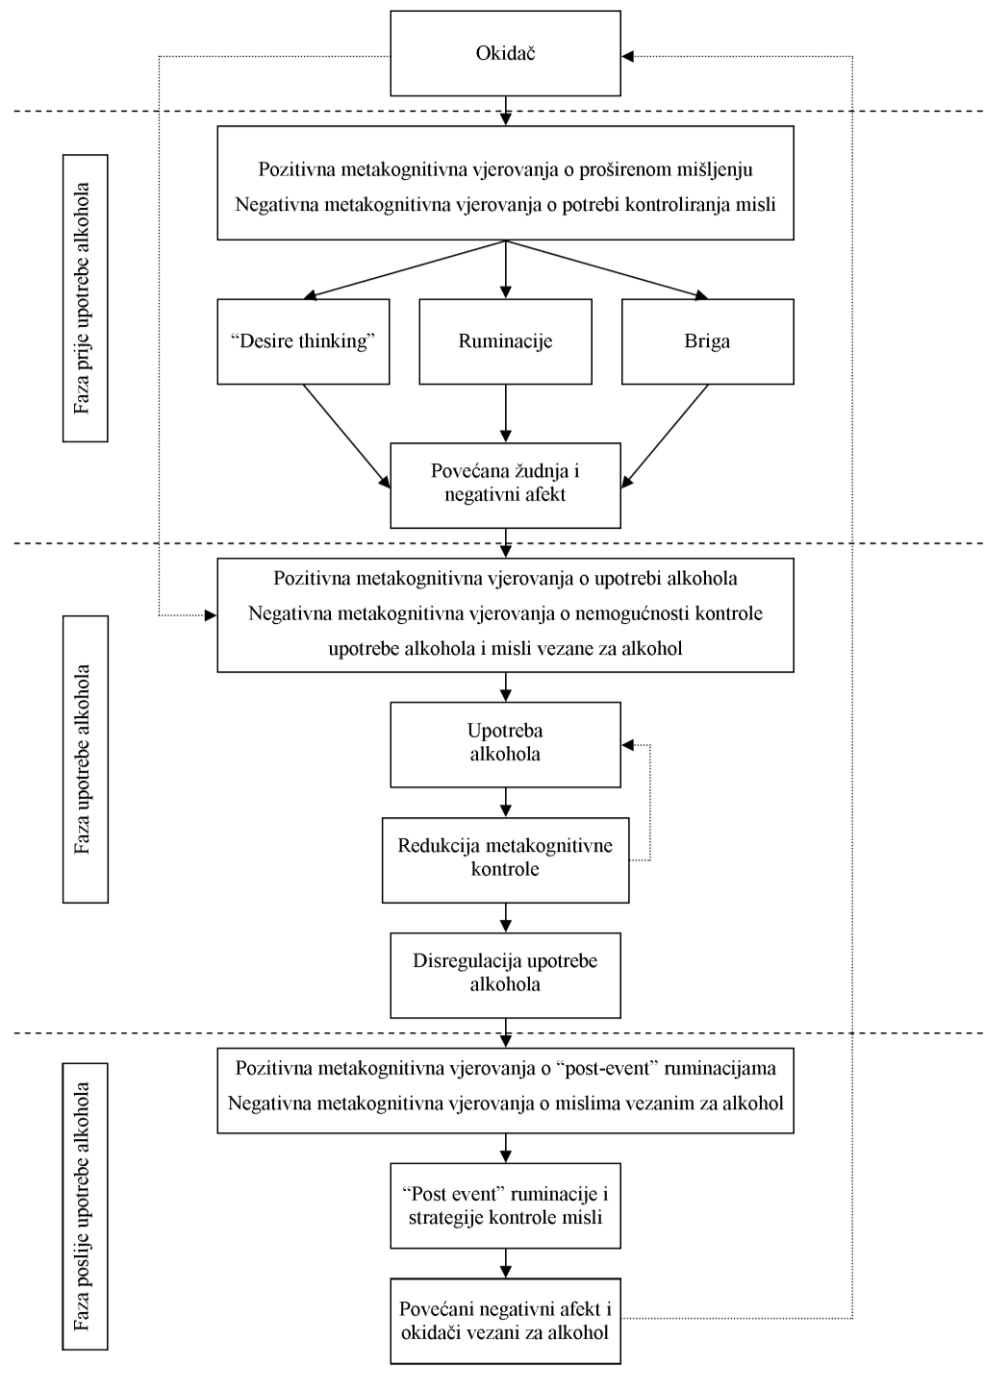 Okidač
Faza prije upotrebe alkohola
Pozitivna metakognitivna vjerovanja o proširenom mišljenju
Negativna metakognitivna vjerovanja o potrebi kontroliranja misli
“Desire thinking”
Ruminacije
Briga
Povećana žudnja i
negativni afekt
Faza upotrebe alkohola
Pozitivna metakognitivna vjerovanja o upotrebi alkohola
Negativna metakognitivna vjerovanja o nemogućnosti kontrole
upotrebe alkohola i misli vezane za alkohol
Upotreba
alkohola
Redukcija metakognitivne
kontrole
Disregulacija upotrebe
alkohola
Faza poslije upotrebe alkohola
Pozitivna metakognitivna vjerovanja o “post-event” ruminacijama
Negativna metakognitivna vjerovanja o mislima vezanim za alkohol
“Post event” ruminacije i
strategije kontrole misli
Povećani negativni afekt i
okidači vezani za alkohol